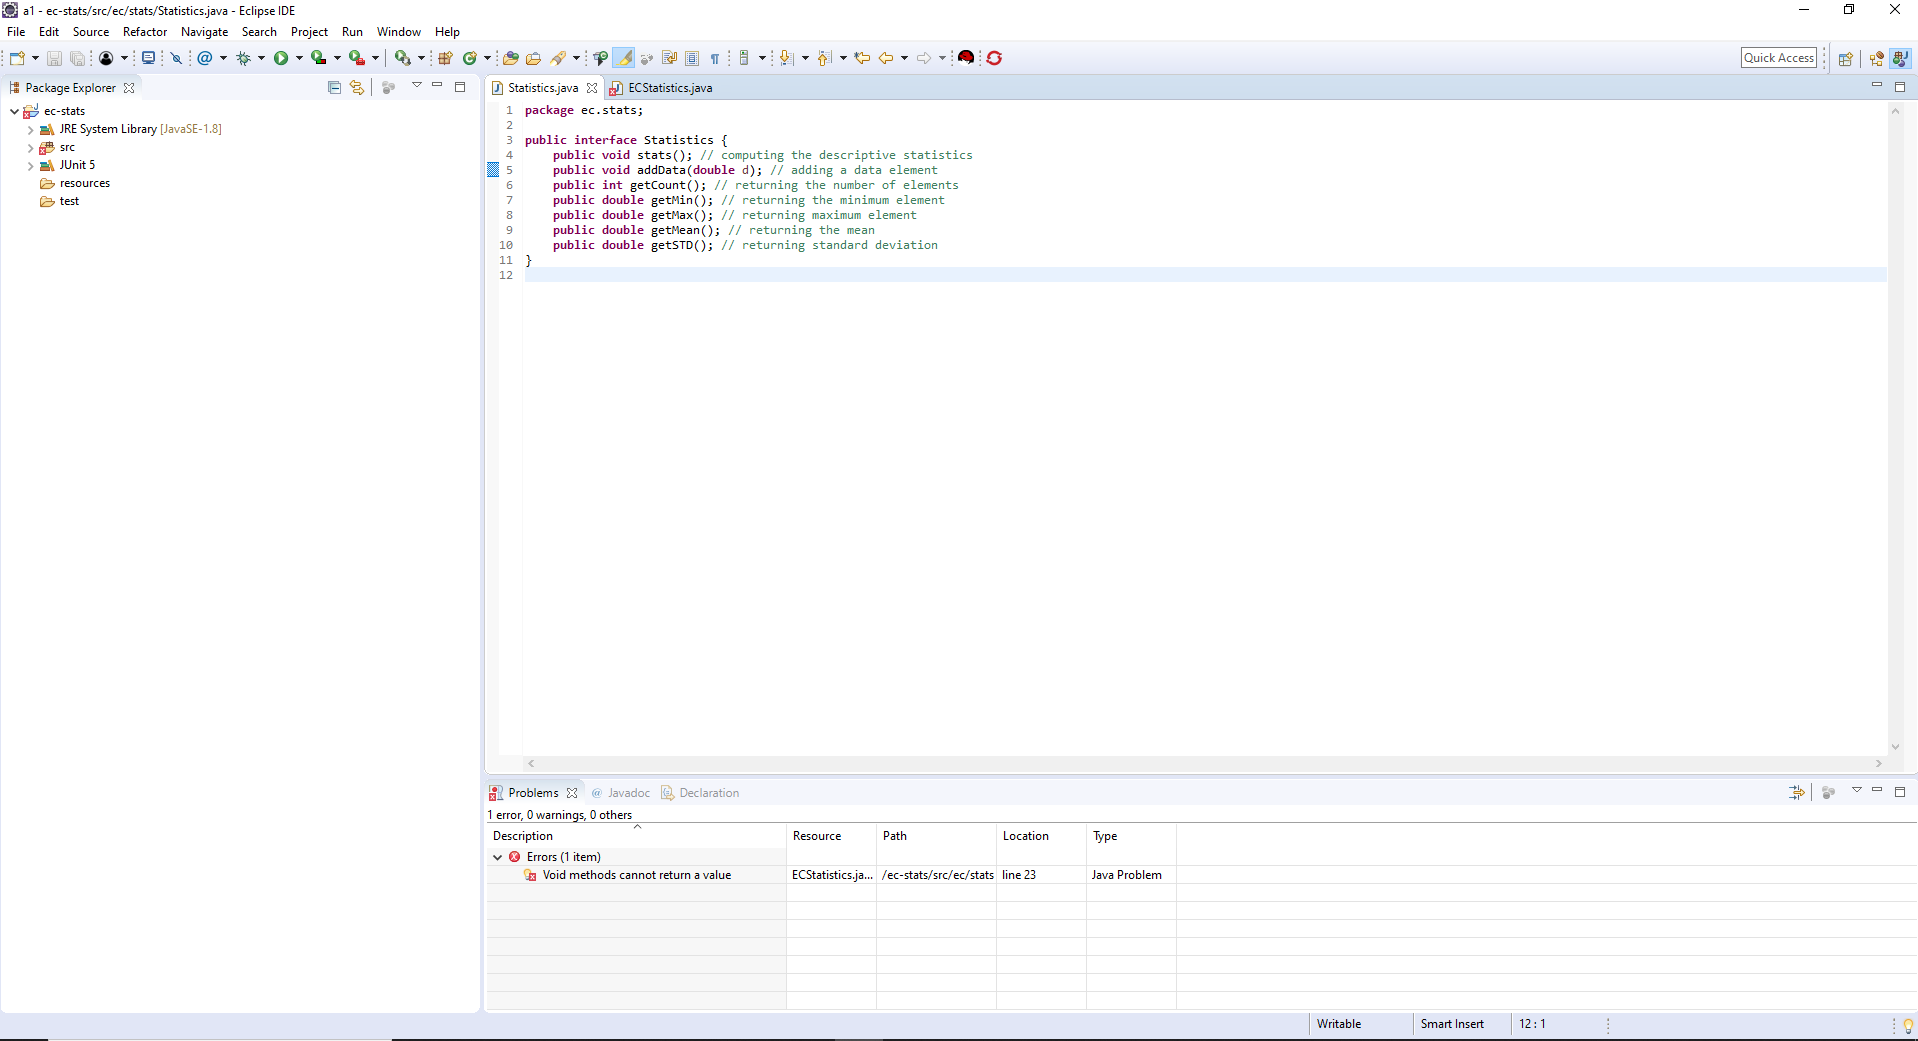 a1 - ec-stats/src/ec/stats/Statistics.java - Eclipse IDE
File Edit Source Refactor Navigate Search Project Run Window Help
Quick Access
Package Explorer
ec-stats
JRE System Library [JavaSE-1.8]
src
JUnit 5
resources
test
Statistics.java ECStatistics.java
1 package ec.stats;
2
3 public interface Statistics {
4 public void stats(); // computing the descriptive statistics
5 public void addData(double d); // adding a data element
6 public int getCount(); // returning the number of elements
7 public double getMin(); // returning the minimum element
8 public double getMax(); // returning maximum element
9 public double getMean(); // returning the mean
10 public double getSTD(); // returning standard deviation
11 }
12
Problems Javadoc Declaration
1 error, 0 warnings, 0 others
Description Resource Path Location Type
Errors (1 item)
Void methods cannot return a value ECStatistics.ja... /ec-stats/src/ec/stats line 23 Java Problem
Writable Smart Insert 12 : 1